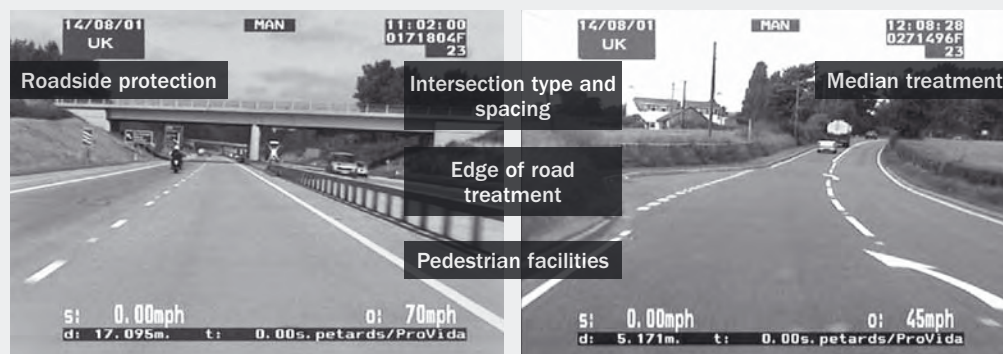 14/08/01 MAN 11:02:00
UK 0171804F
23
14/08/01 MAN 12:08:28
UK 0271496F
23
Roadside protection
Intersection type and
spacing
Median treatment
Edge of road
treatment
Pedestrian facilities
s: 0.00mph o: 70mph
d: 17.095m. t: 0.00s. petards/ProVida
s: 0.00mph o: 45mph
d: 5.171m. t: 0.00s. petards/ProVida